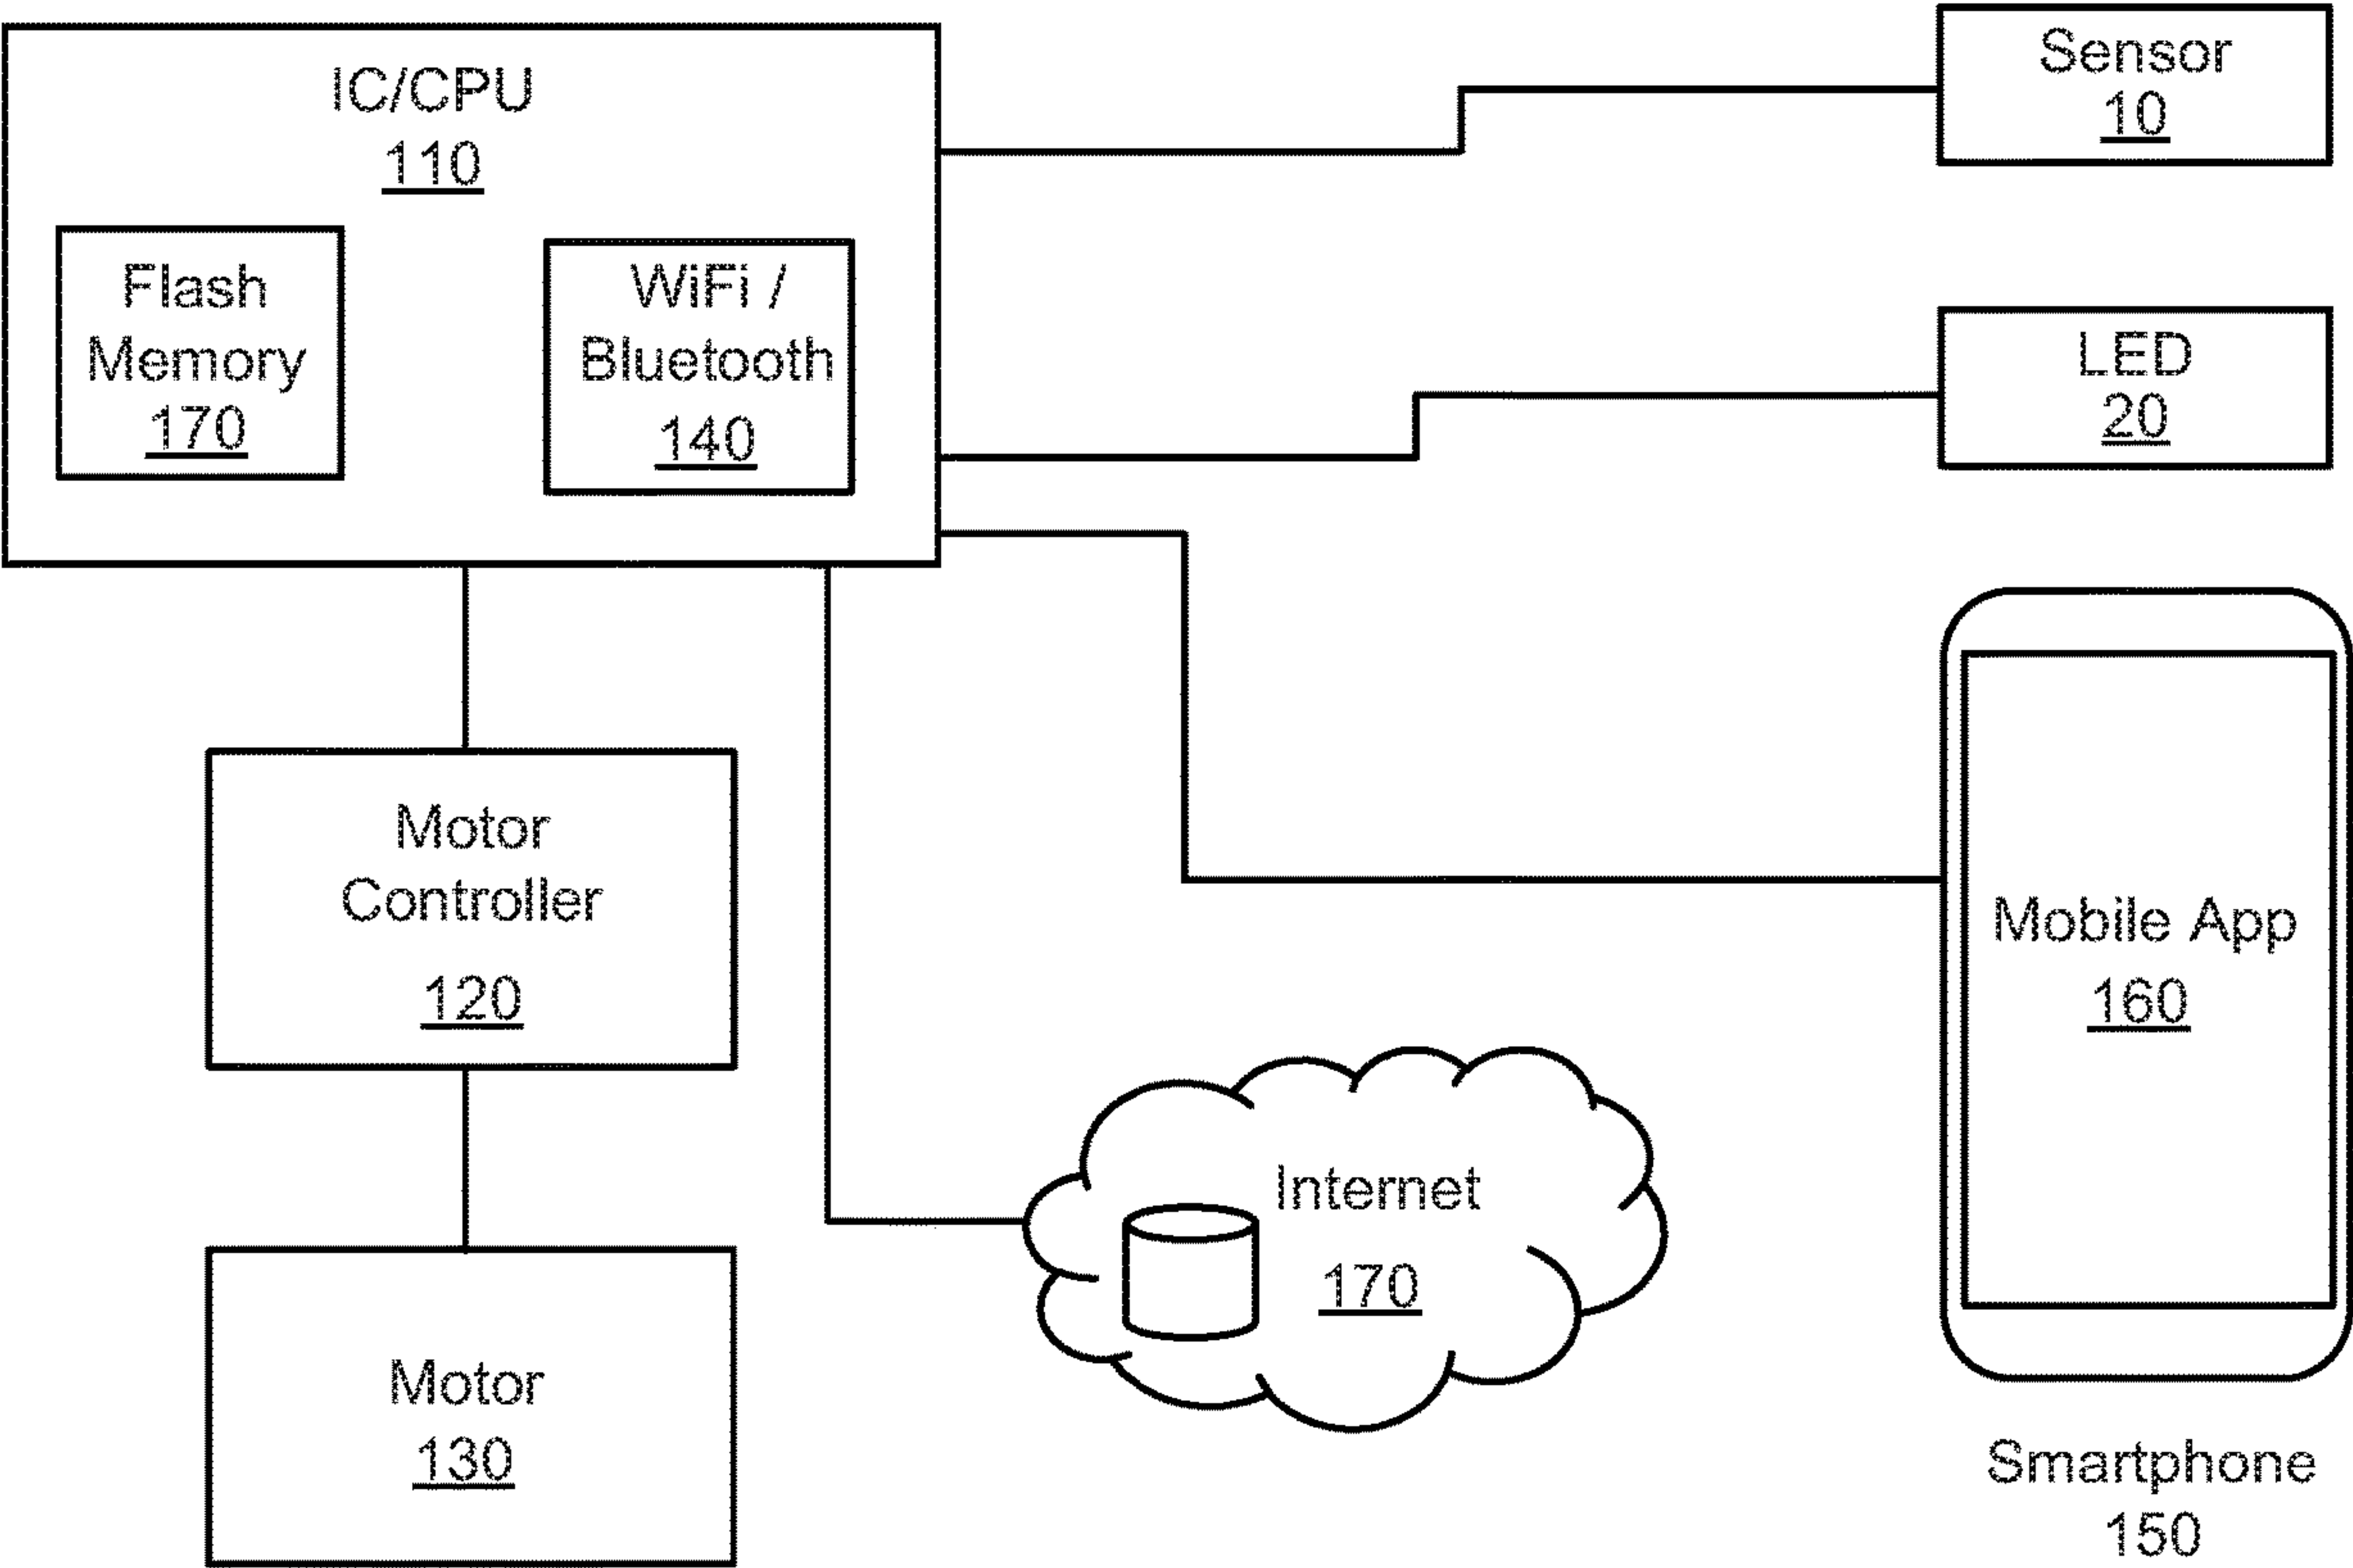 IC/CPU
110
Flash
Memory
170
WiFi /
Bluetooth
140
Sensor
10
LED
20
Motor
Controller
120
Mobile App
160
Internet
170
Motor
130
Smartphone
150